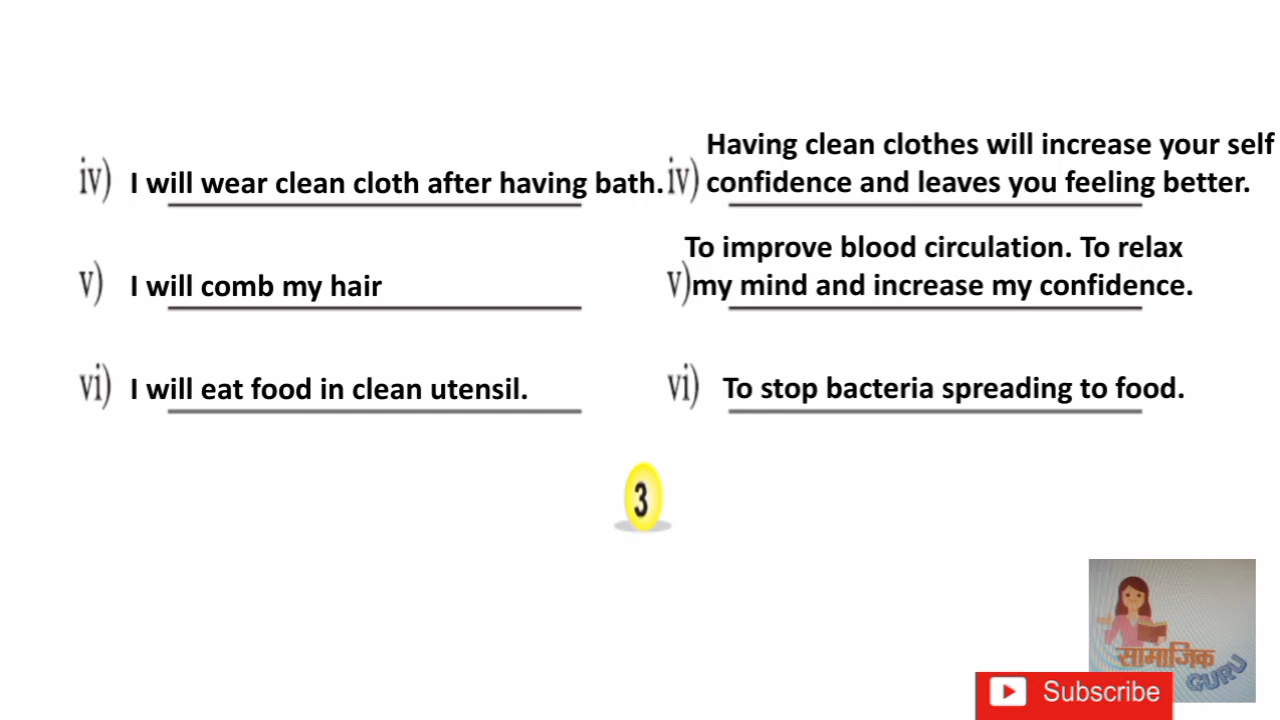 iv) I will wear clean cloth after having bath.
iv) Having clean clothes will increase your self
confidence and leaves you feeling better.
v) I will comb my hair
v) To improve blood circulation. To relax
my mind and increase my confidence.
vi) I will eat food in clean utensil.
vi) To stop bacteria spreading to food.
3
सामाजिक
GURU
Subscribe